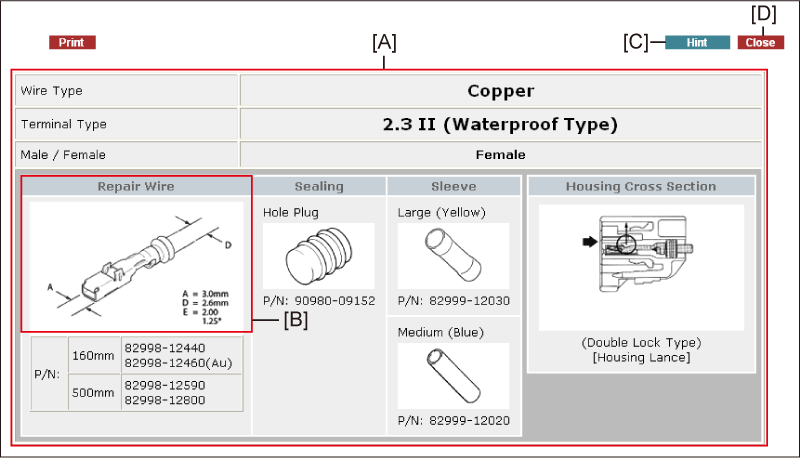 [A]
[D]
Print
[C]
Hint
Close
Wire Type
Copper
Terminal Type
2.3 II (Waterproof Type)
Male / Female
Female
Repair Wire
Sealing
Sleeve
Housing Cross Section
Hole Plug
Large (Yellow)
D
A
A = 3.0mm
D = 2.6mm
E = 2.00
1.25*
P/N: 90980-09152
P/N: 82999-12030
[B]
Medium (Blue)
P/N:
160mm
82998-12440
82998-12460(Au)
500mm
82998-12590
82998-12800
P/N: 82999-12020
(Double Lock Type)
[Housing Lance]